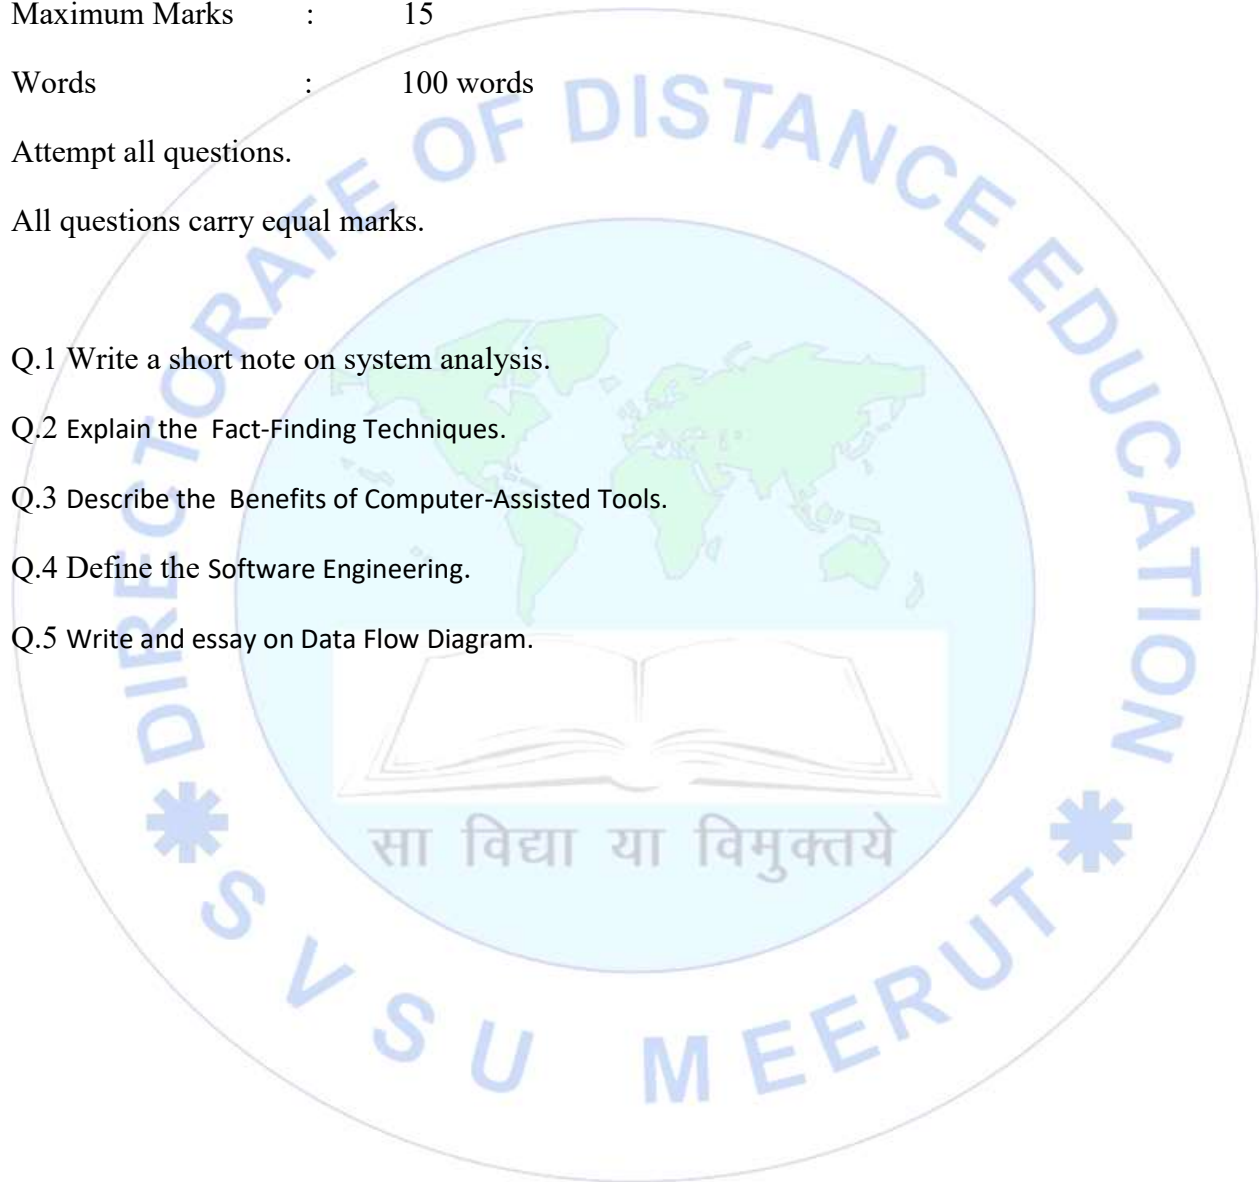 Maximum Marks : 15
Words : 100 words
Attempt all questions.
All questions carry equal marks.
Q.1 Write a short note on system analysis.
Q.2 Explain the Fact-Finding Techniques.
Q.3 Describe the Benefits of Computer-Assisted Tools.
Q.4 Define the Software Engineering.
Q.5 Write and essay on Data Flow Diagram.
DIRECTORATE OF DISTANCE EDUCATION
सा विद्या या विमुक्तये
SVSU MEERUT